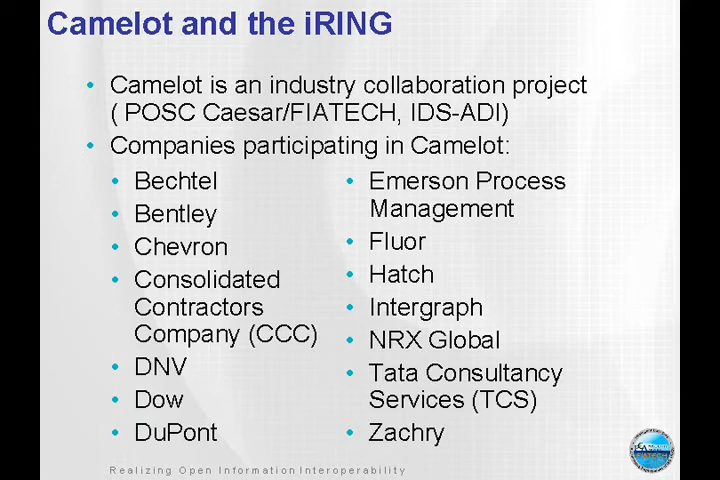 Camelot and the iRING
• Camelot is an industry collaboration project
( POSC Caesar/FIATECH, IDS-ADI)
• Companies participating in Camelot:
• Bechtel
• Bentley
• Chevron
• Consolidated
Contractors
Company (CCC)
• DNV
• Dow
• DuPont
• Emerson Process
Management
• Fluor
• Hatch
• Intergraph
• NRX Global
• Tata Consultancy
Services (TCS)
• Zachry
Realizing Open Information Interoperability